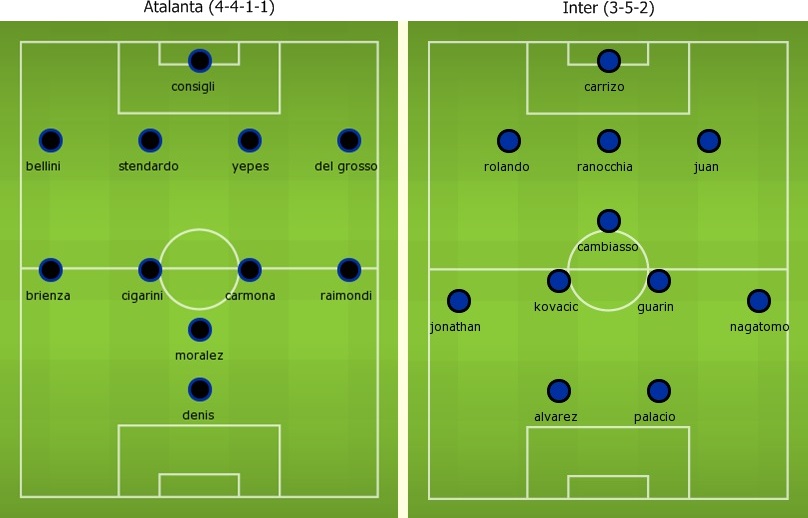 Atalanta (4-4-1-1)
consigli
bellini stendardo yepes del grosso
brienza cigarini carmona raimondi
moralez
denis
Inter (3-5-2)
carrizo
rolando ranocchia juan
cambiasso
kovacic guarin
jonathan nagatomo
alvarez palacio